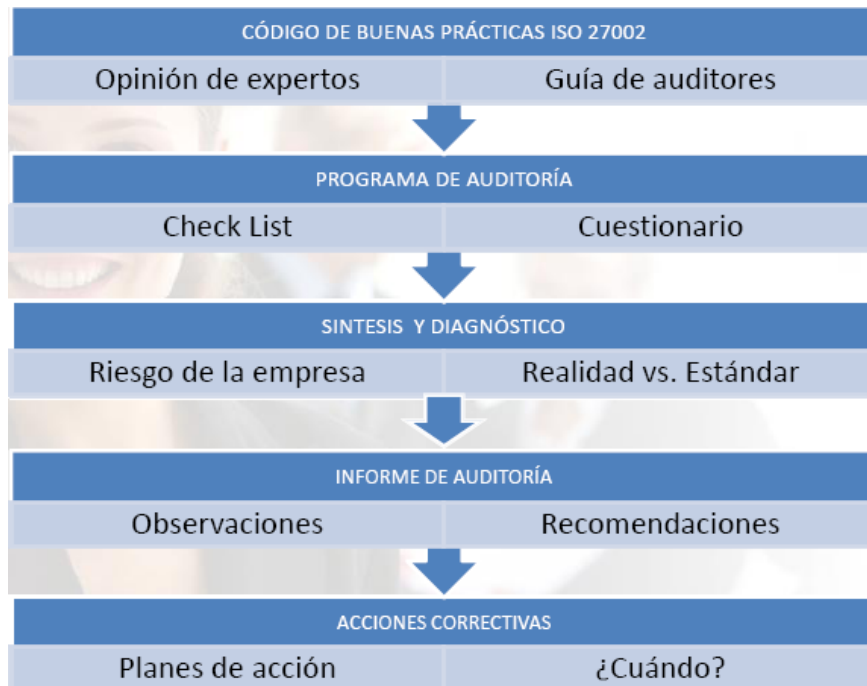 CÓDIGO DE BUENAS PRÁCTICAS ISO 27002
Opinión de expertos
Guía de auditores
PROGRAMA DE AUDITORÍA
Check List
Cuestionario
SINTESIS Y DIAGNÓSTICO
Riesgo de la empresa
Realidad vs. Estándar
INFORME DE AUDITORÍA
Observaciones
Recomendaciones
ACCIONES CORRECTIVAS
Planes de acción
¿Cuándo?